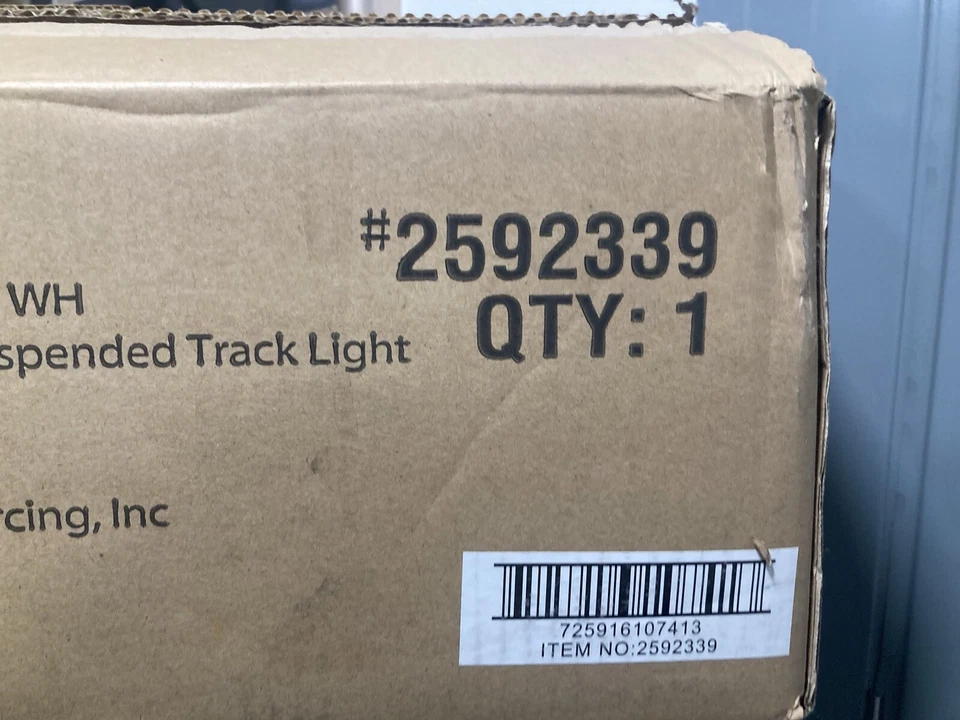 #2592339
QTY: 1
WH
spended Track Light
rcing, Inc
725916107413
ITEM NO:2592339